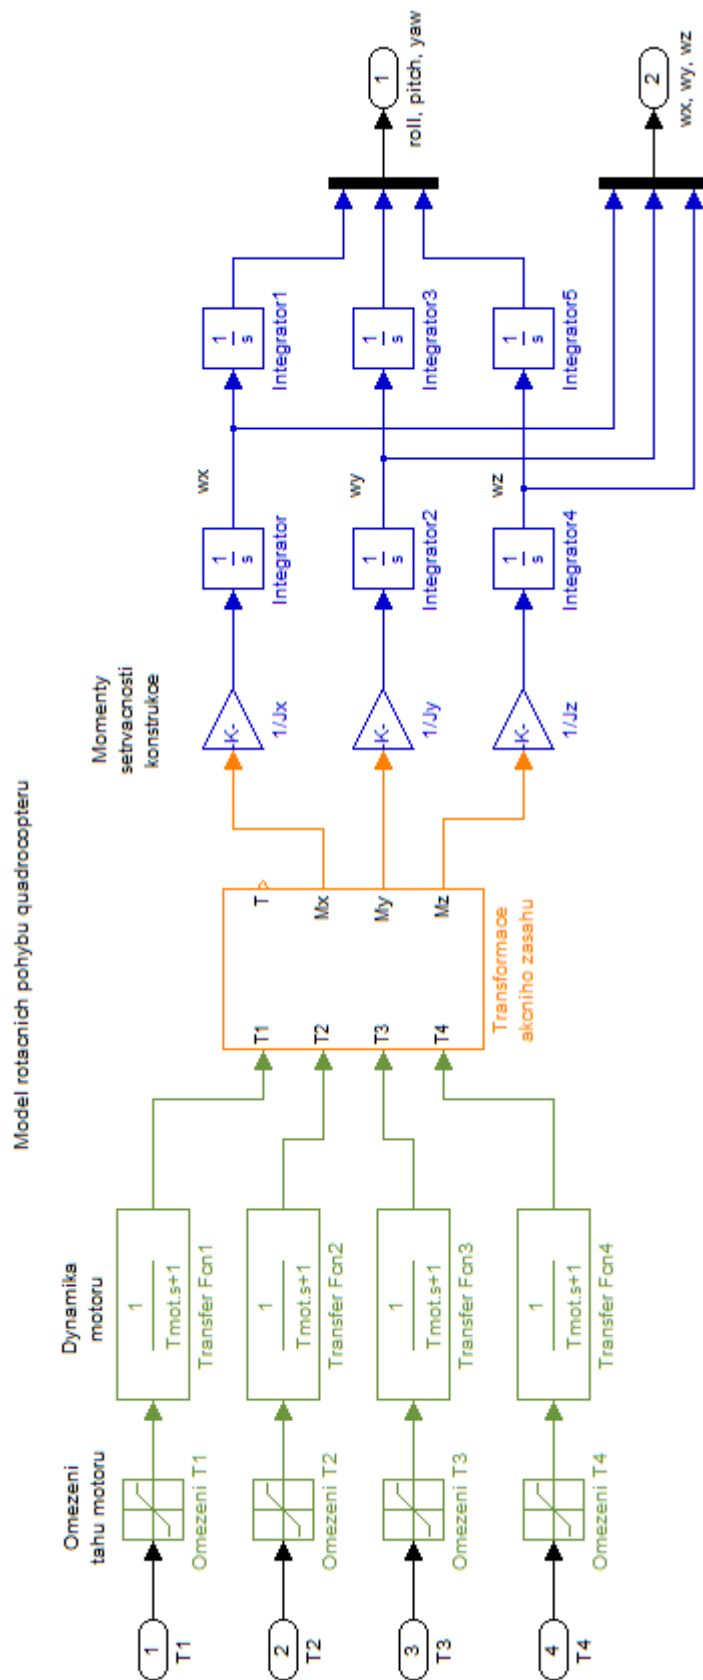 Model rotacnich pohybu quadrocopteru
Omezeni
tahu motoru
Dynamika
motoru
Momenty
setrvacnosti
konstrukce
1
T1
Omezeni T1
1
Tmot.s+1
Transfer Fcn1
2
T2
Omezeni T2
1
Tmot.s+1
Transfer Fcn2
3
T3
Omezeni T3
1
Tmot.s+1
Transfer Fcn3
4
T4
Omezeni T4
1
Tmot.s+1
Transfer Fcn4
T1
T2
T3
T4
T
Mx
My
Mz
Transformace
akcniho zasahu
K-
1/Jx
1
s
Integrator
wx
1
s
Integrator1
K-
1/Jy
1
s
Integrator2
wy
1
s
Integrator3
K-
1/Jz
1
s
Integrator4
wz
1
s
Integrator5
1
roll, pitch, yaw
2
wx, wy, wz